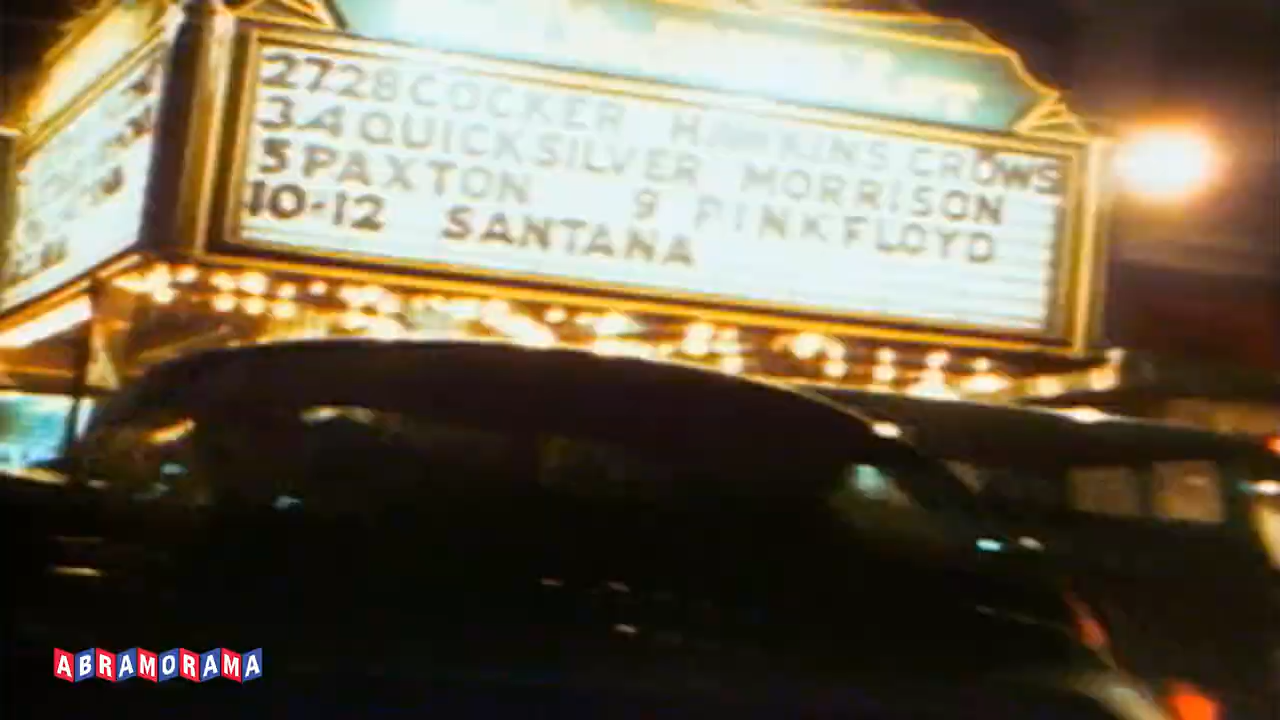 2728 COCKER HAWKINS CROWS
3.4 QUICKSILVER MORRISON
5 PAXTON 9 PINK FLOYD
10-12 SANTANA
ABRAMORAMA